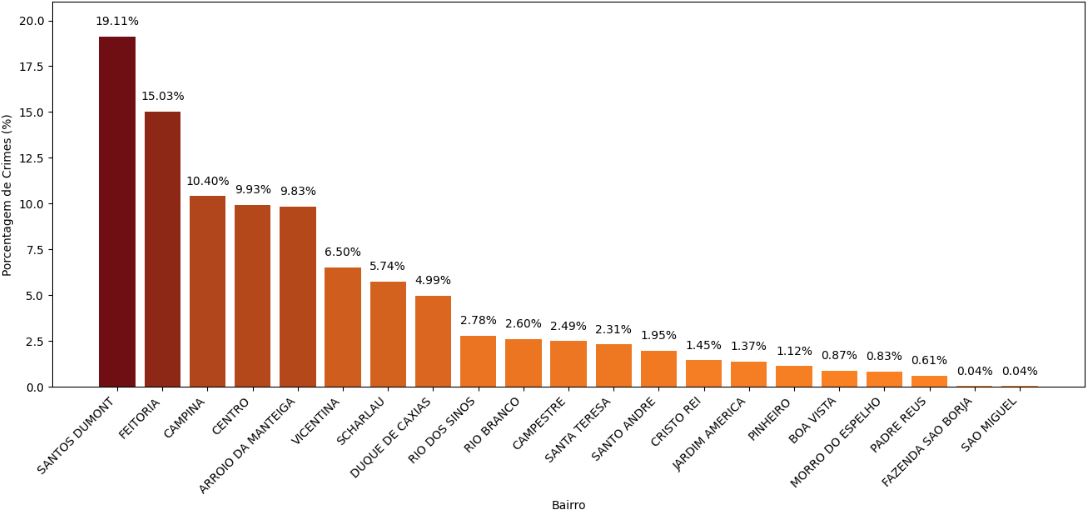 20.0
17.5
15.0
12.5
10.0
7.5
5.0
2.5
0.0
Porcentagem de Crimes (%)
19.11%
15.03%
10.40%
9.93%
9.83%
6.50%
5.74%
4.99%
2.78%
2.60%
2.49%
2.31%
1.95%
1.45%
1.37%
1.12%
0.87%
0.83%
0.61%
0.04%
0.04%
SANTOS DUMONT
FEITORIA
CAMPINA
CENTRO
ARROIO DA MANTEIGA
VICENTINA
SCHARLAU
DUQUE DE CAXIAS
RIO DOS SINOS
RIO BRANCO
CAMPESTRE
SANTA TERESA
SANTO ANDRE
CRISTO REI
JARDIM AMERICA
PINHEIRO
BOA VISTA
MORRO DO ESPELHO
PADRE REUS
FAZENDA SAO BORJA
SAO MIGUEL
Bairro